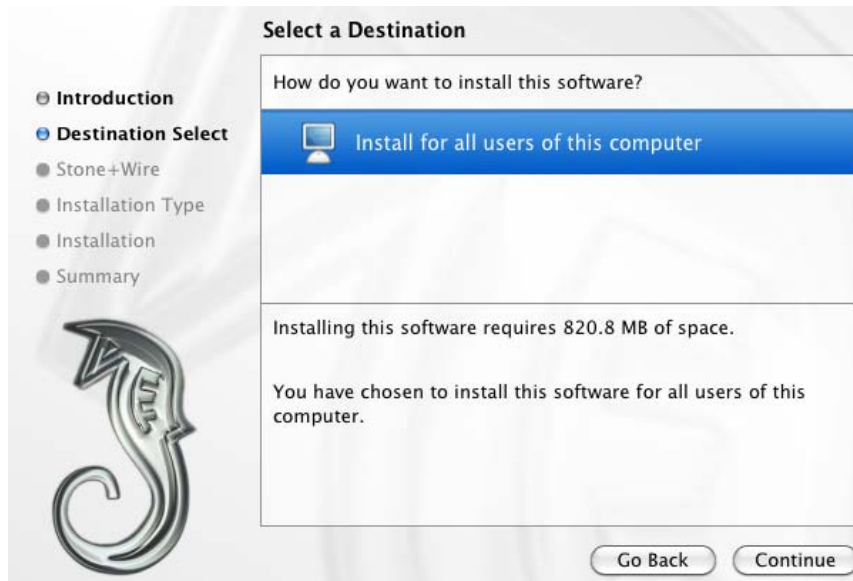 Select a Destination
Introduction
Destination Select
Stone+Wire
Installation Type
Installation
Summary
How do you want to install this software?
Install for all users of this computer
Installing this software requires 820.8 MB of space.
You have chosen to install this software for all users of this
computer.
Go Back
Continue